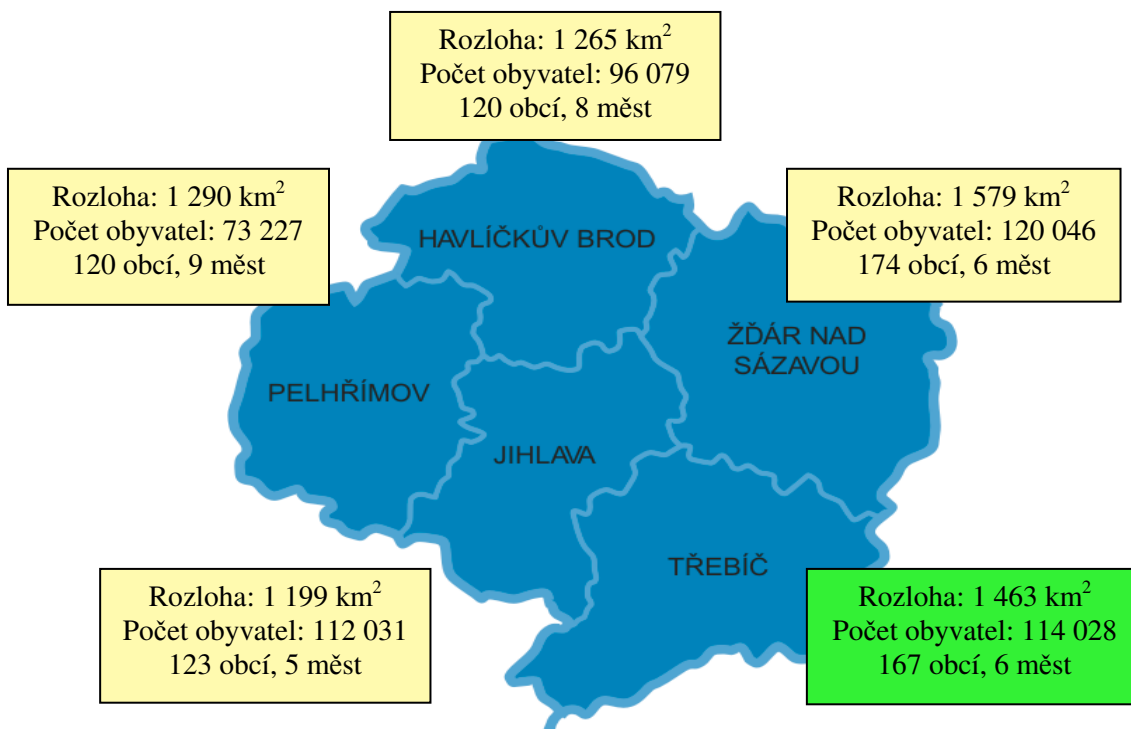 Rozloha: 1 265 km²
Počet obyvatel: 96 079
120 obcí, 8 měst
Rozloha: 1 290 km²
Počet obyvatel: 73 227
120 obcí, 9 měst
Rozloha: 1 579 km²
Počet obyvatel: 120 046
174 obcí, 6 měst
HAVLÍČKŮV BROD
ŽĎÁR NAD
SÁZAVOU
PELHŘÍMOV
JIHLAVA
TŘEBÍČ
Rozloha: 1 199 km²
Počet obyvatel: 112 031
123 obcí, 5 měst
Rozloha: 1 463 km²
Počet obyvatel: 114 028
167 obcí, 6 měst